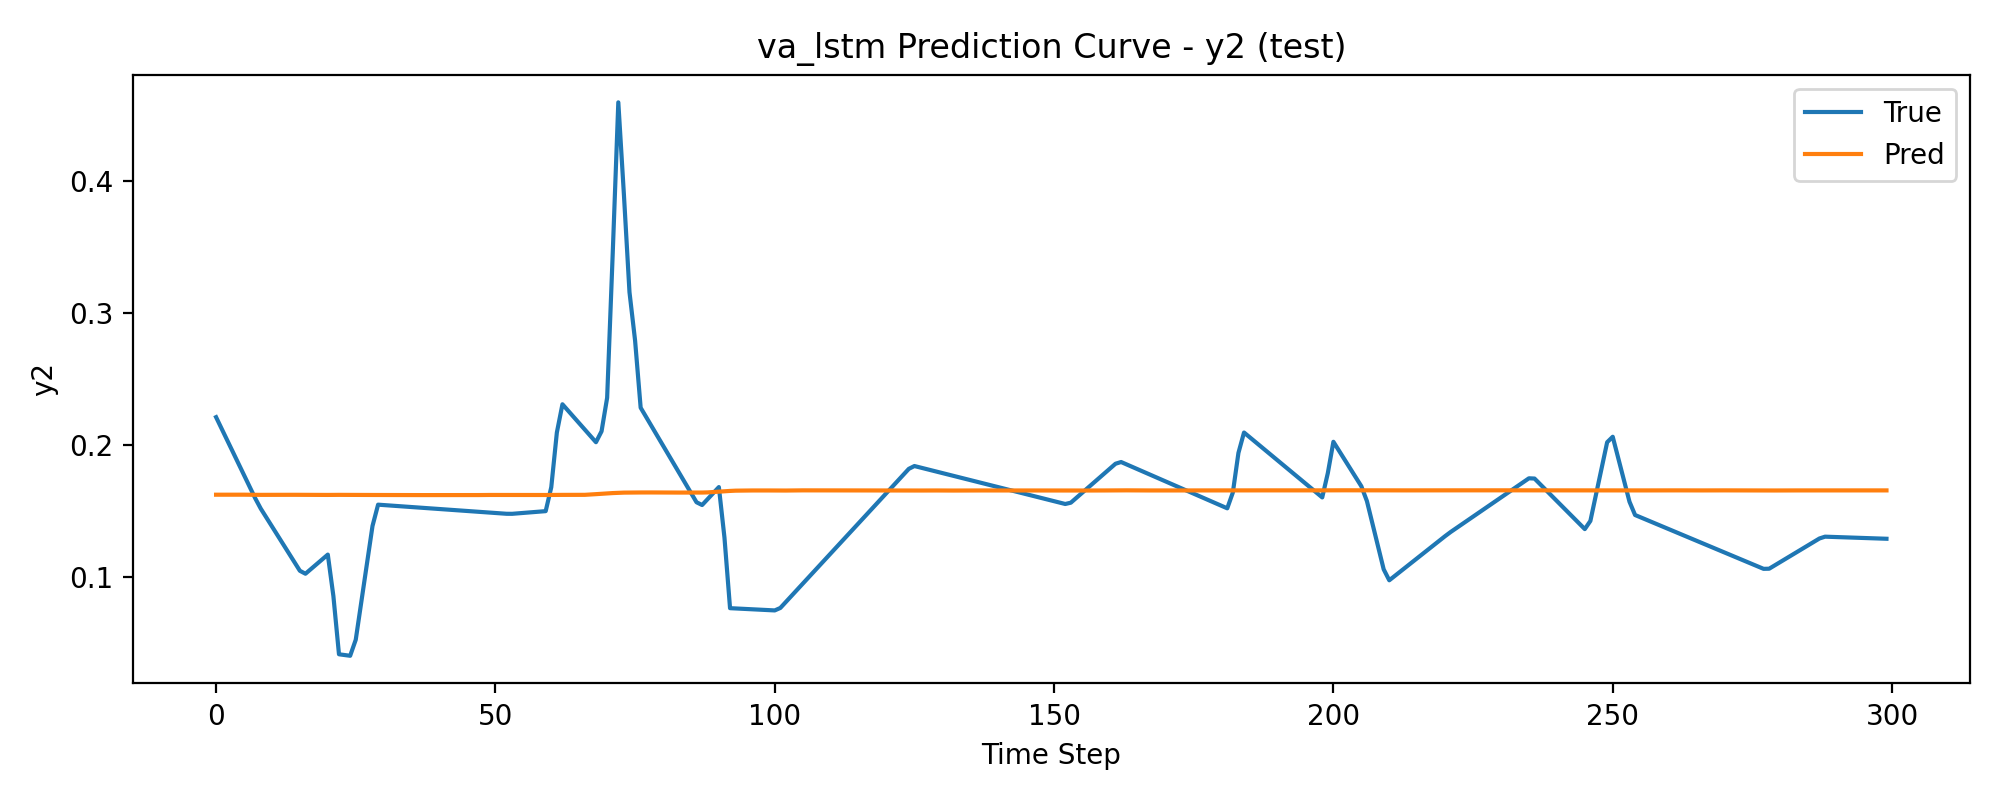 va_lstm Prediction Curve - y2 (test)
True
Pred
0.4
0.3
0.2
0.1
y2
0 50 100 150 200 250 300
Time Step